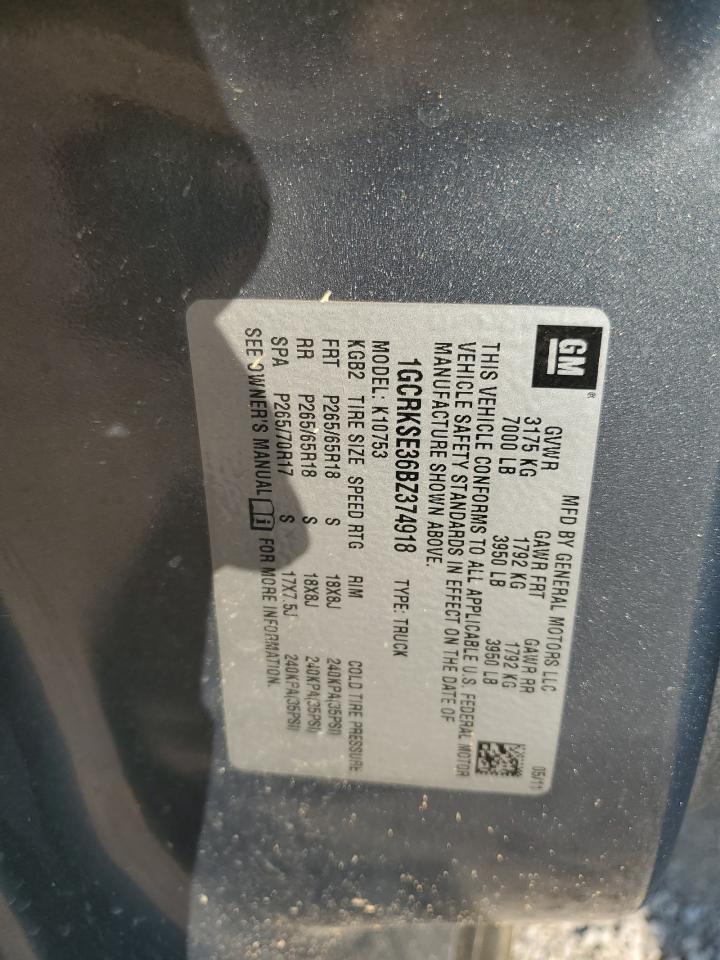 GM®
MFD BY GENERAL MOTORS LLC 05/11
GVWR GAWR FRT GAWR RR
3175 KG 1792 KG 1792 KG
7000 LB 3950 LB 3950 LB
THIS VEHICLE CONFORMS TO ALL APPLICABLE U.S. FEDERAL MOTOR
VEHICLE SAFETY STANDARDS IN EFFECT ON THE DATE OF
MANUFACTURE SHOWN ABOVE.
1GCRKSE36BZ374918 TYPE: TRUCK
MODEL: K10753
KGB2 TIRE SIZE SPEED RTG RIM COLD TIRE PRESSURE
FRT P265/65R18 S 18X8J 240KPA(35PSI)
RR P265/65R18 S 18X8J 240KPA(35PSI)
SPA P265/70R17 S 17X7.5J 240KPA(35PSI)
SEE OWNER'S MANUAL FOR MORE INFORMATION.